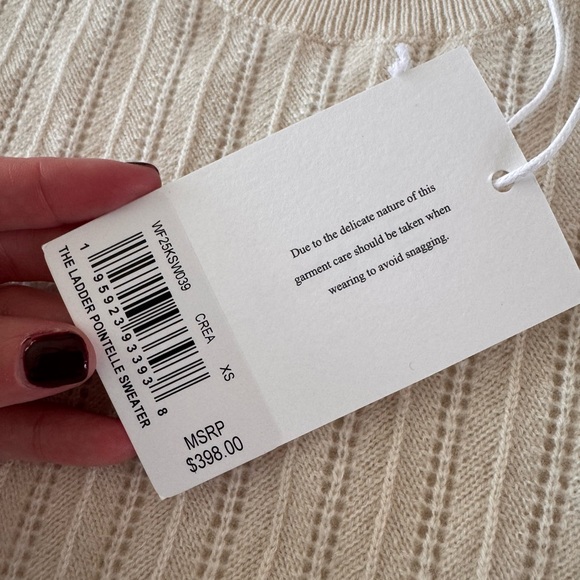 Due to the delicate nature of this
garment care should be taken when
wearing to avoid snagging.
WF25KSW039
CREA
XS
1 95923 93393 8
THE LADDER POINTELLE SWEATER
MSRP
$398.00